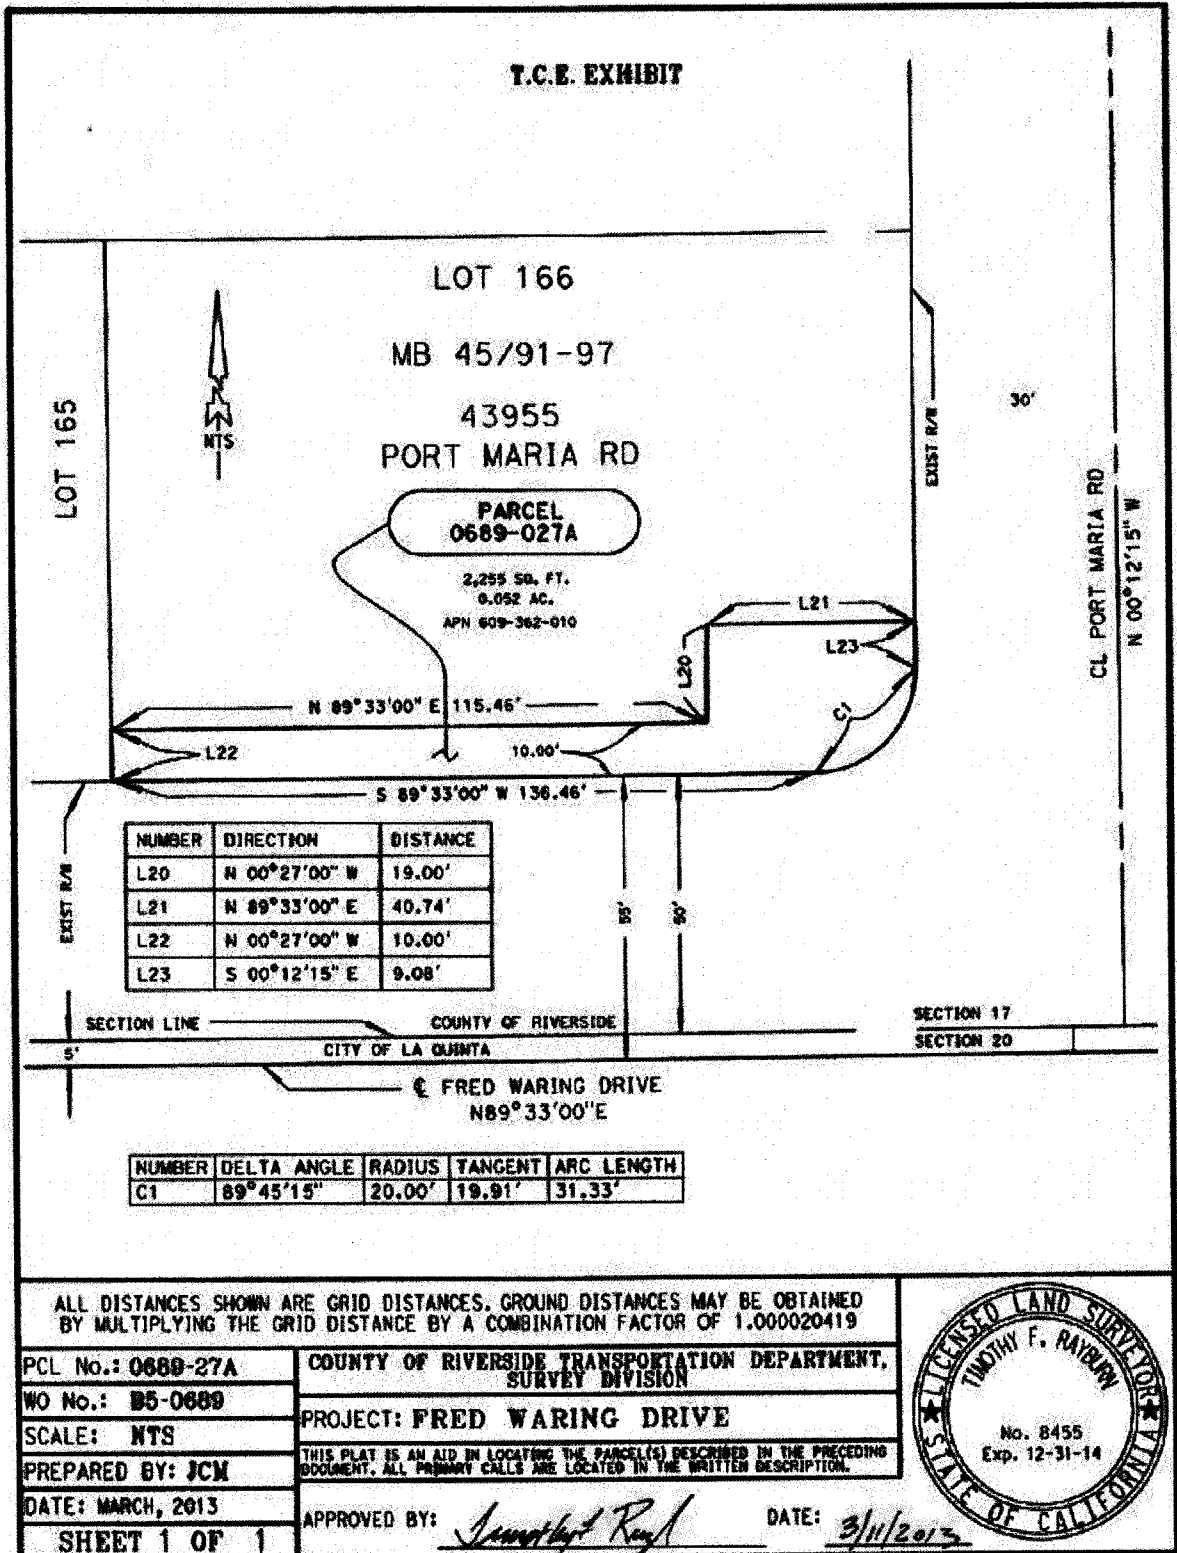 T.C.E. EXHIBIT
LOT 166
MB 45/91-97
43955
PORT MARIA RD
LOT 165
NTS
PARCEL
0689-027A
2,255 SQ. FT.
0.052 AC.
APN 609-362-010
EXIST R/W
30'
CL PORT MARIA RD
N 00°12'15" W
L21
L23
L20
C1
N 89°33'00" E 115.46'
L22
10.00'
S 89°33'00" W 136.46'
NUMBER DIRECTION DISTANCE
L20 N 00°27'00" W 19.00'
L21 N 89°33'00" E 40.74'
L22 N 00°27'00" W 10.00'
L23 S 00°12'15" E 9.08'
EXIST R/W
55'
50'
SECTION LINE
COUNTY OF RIVERSIDE
SECTION 17
5'
CITY OF LA QUINTA
SECTION 20
℄ FRED WARING DRIVE
N89°33'00"E
NUMBER DELTA ANGLE RADIUS TANGENT ARC LENGTH
C1 89°45'15" 20.00' 19.91' 31.33'
ALL DISTANCES SHOWN ARE GRID DISTANCES. GROUND DISTANCES MAY BE OBTAINED
BY MULTIPLYING THE GRID DISTANCE BY A COMBINATION FACTOR OF 1.000020419
PCL No.: 0689-27A
WO No.: B5-0689
SCALE: NTS
PREPARED BY: JCM
DATE: MARCH, 2013
SHEET 1 OF 1
COUNTY OF RIVERSIDE TRANSPORTATION DEPARTMENT,
SURVEY DIVISION
PROJECT: FRED WARING DRIVE
THIS PLAT IS AN AID IN LOCATING THE PARCEL(S) DESCRIBED IN THE PRECEDING
DOCUMENT. ALL PRIMARY CALLS ARE LOCATED IN THE WRITTEN DESCRIPTION.
APPROVED BY:
DATE: 3/11/2013
LICENSED LAND SURVEYOR
TIMOTHY F. RAYBURN
No. 8455
Exp. 12-31-14
STATE OF CALIFORNIA